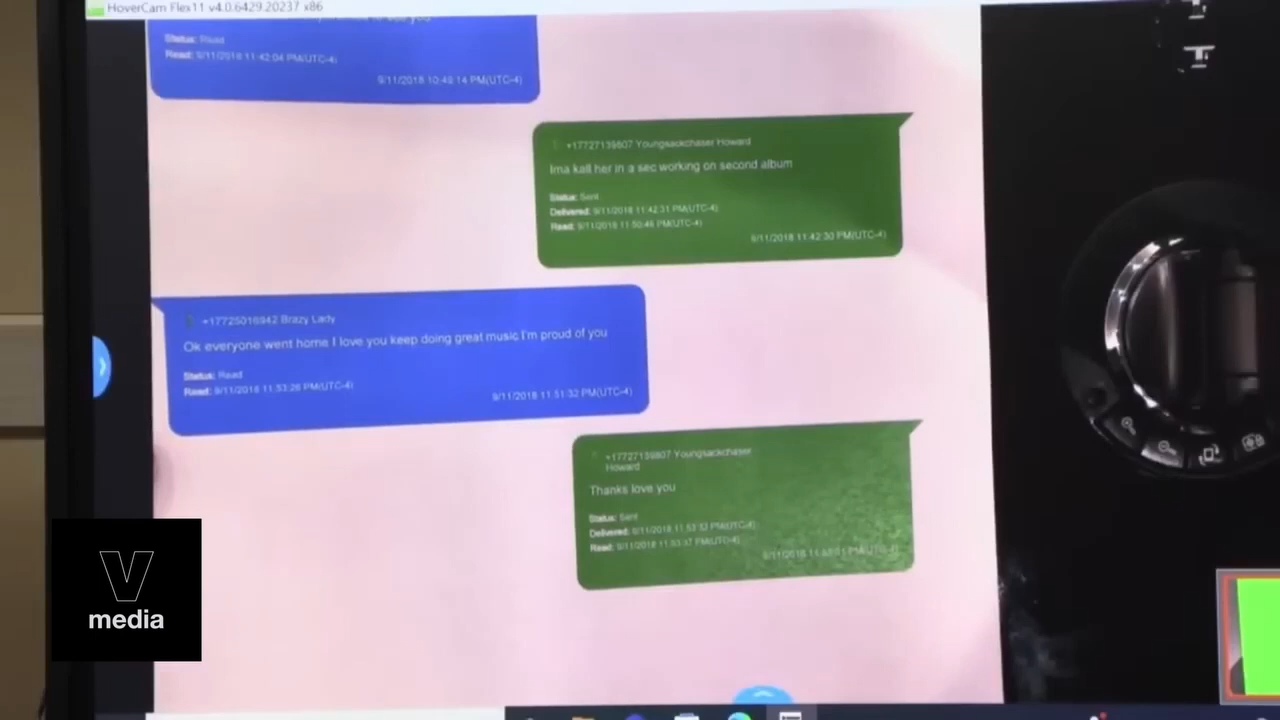 HoverCam Flex11 v4.0.6429.20237 x86
Status: Read
Read: 9/11/2018 11:42:04 PM(UTC-4)
9/11/2018 10:49:14 PM(UTC-4)
+17727139807 Youngsackchaser Howard
Ima kall her in a sec working on second album
Status: Sent
Delivered: 9/11/2018 11:42:31 PM(UTC-4)
Read: 9/11/2018 11:50:46 PM(UTC-4)
9/11/2018 11:42:30 PM(UTC-4)
+17725016942 Brazy Lady
Ok everyone went home I love you keep doing great music I'm proud of you
Status: Read
Read: 9/11/2018 11:53:26 PM(UTC-4)
9/11/2018 11:51:32 PM(UTC-4)
+17727139807 Youngsackchaser
Howard
Thanks love you
Status: Sent
Delivered: 9/11/2018 11:53:32 PM(UTC-4)
Read: 9/11/2018 11:53:37 PM(UTC-4)
V
media